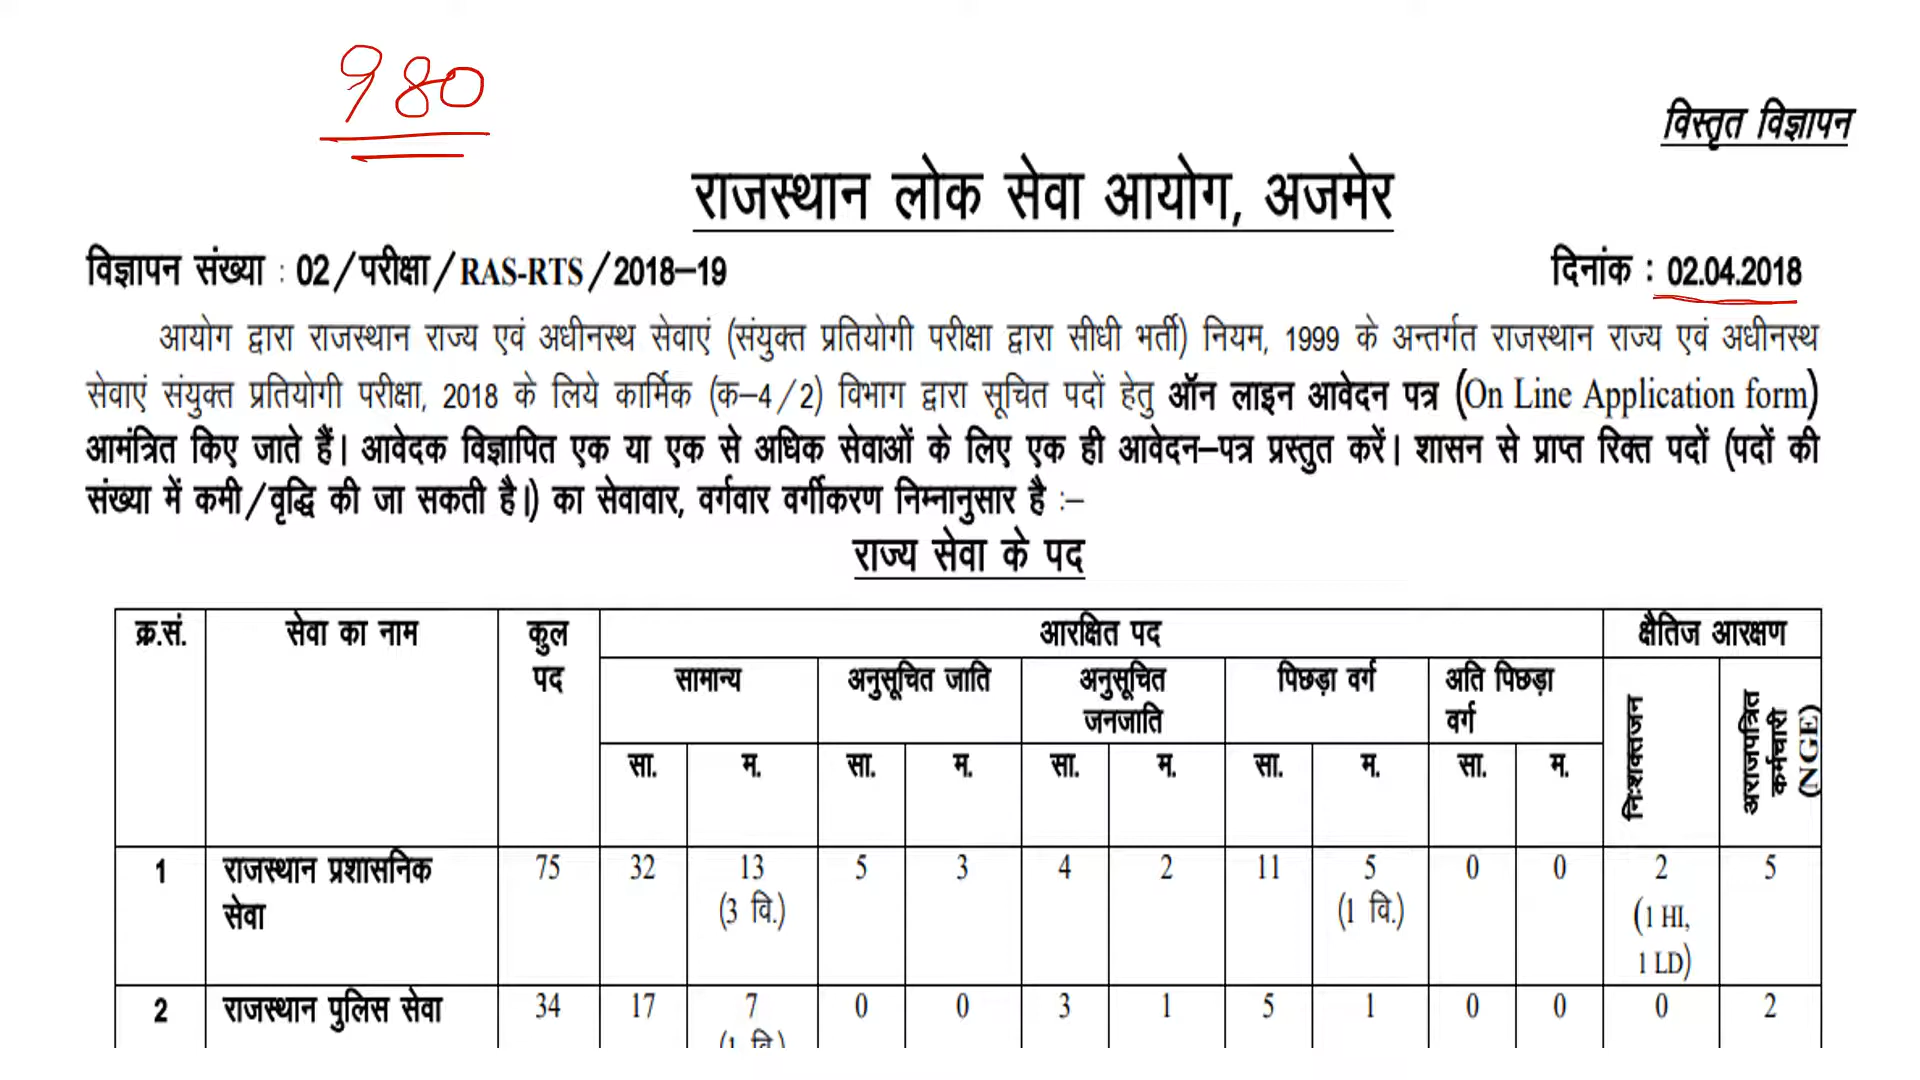 980
विस्तृत विज्ञापन
राजस्थान लोक सेवा आयोग, अजमेर
विज्ञापन संख्या : 02/परीक्षा/RAS-RTS/2018–19 दिनांक : 02.04.2018
आयोग द्वारा राजस्थान राज्य एवं अधीनस्थ सेवाएं (संयुक्त प्रतियोगी परीक्षा द्वारा सीधी भर्ती) नियम, 1999 के अन्तर्गत राजस्थान राज्य एवं अधीनस्थ
सेवाएं संयुक्त प्रतियोगी परीक्षा, 2018 के लिये कार्मिक (क–4/2) विभाग द्वारा सूचित पदों हेतु ऑन लाइन आवेदन पत्र (On Line Application form)
आमंत्रित किए जाते हैं। आवेदक विज्ञापित एक या एक से अधिक सेवाओं के लिए एक ही आवेदन–पत्र प्रस्तुत करें। शासन से प्राप्त रिक्त पदों (पदों की
संख्या में कमी/वृद्धि की जा सकती है।) का सेवावार, वर्गवार वर्गीकरण निम्नानुसार है :–
राज्य सेवा के पद
क्र.सं. सेवा का नाम कुल पद आरक्षित पद क्षैतिज आरक्षण
सामान्य अनुसूचित जाति अनुसूचित जनजाति पिछड़ा वर्ग अति पिछड़ा वर्ग निःशक्तजन अराजपत्रित कर्मचारी (NGE)
सा. म. सा. म. सा. म. सा. म. सा. म.
1 राजस्थान प्रशासनिक सेवा 75 32 13 (3 वि.) 5 3 4 2 11 5 (1 वि.) 0 0 2 (1 HI, 1 LD) 5
2 राजस्थान पुलिस सेवा 34 17 7 (1 वि.) 0 0 3 1 5 1 0 0 0 2